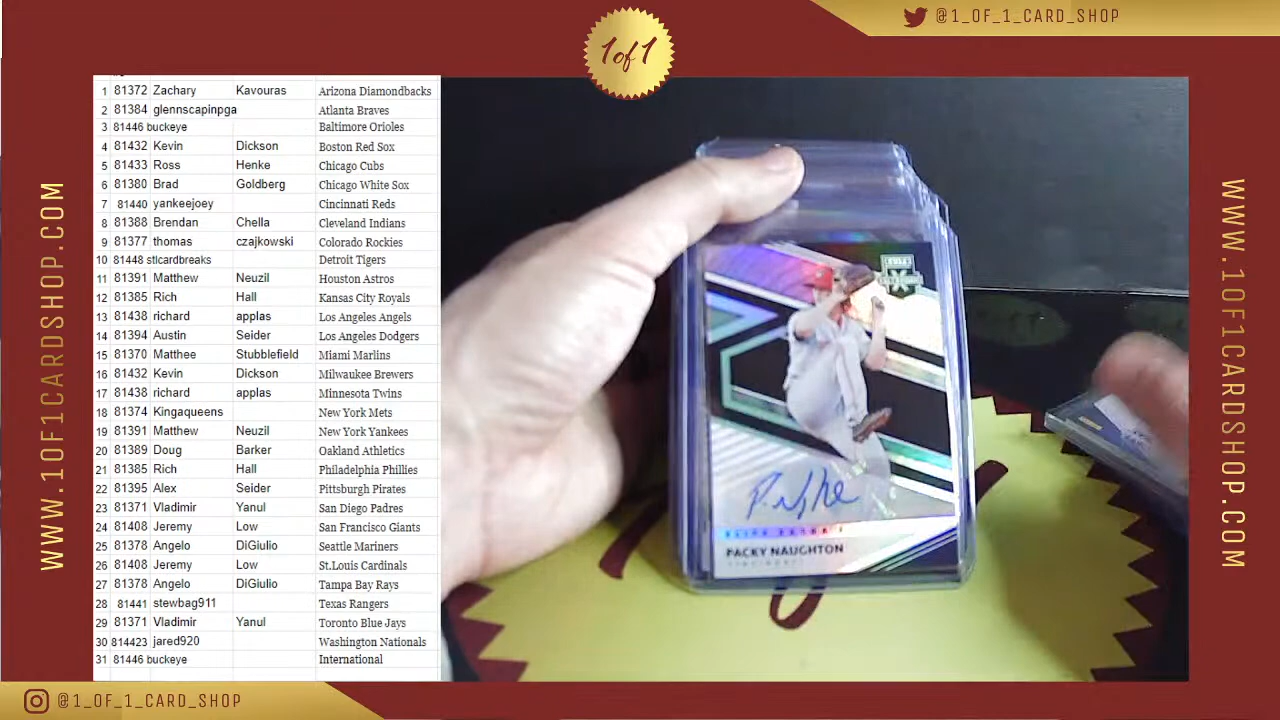 @1_OF_1_CARD_SHOP
1of1
1 81372 Zachary Kavouras Arizona Diamondbacks
2 81384 glennscapinpga Atlanta Braves
3 81446 buckeye Baltimore Orioles
4 81432 Kevin Dickson Boston Red Sox
5 81433 Ross Henke Chicago Cubs
6 81380 Brad Goldberg Chicago White Sox
7 81440 yankeejoey Cincinnati Reds
8 81388 Brendan Chella Cleveland Indians
9 81377 thomas czajkowski Colorado Rockies
10 81448 stlcardbreaks Detroit Tigers
11 81391 Matthew Neuzil Houston Astros
12 81385 Rich Hall Kansas City Royals
13 81438 richard applas Los Angeles Angels
14 81394 Austin Seider Los Angeles Dodgers
15 81370 Matthee Stubblefield Miami Marlins
16 81432 Kevin Dickson Milwaukee Brewers
17 81438 richard applas Minnesota Twins
18 81374 Kingaqueens New York Mets
19 81391 Matthew Neuzil New York Yankees
20 81389 Doug Barker Oakland Athletics
21 81385 Rich Hall Philadelphia Phillies
22 81395 Alex Seider Pittsburgh Pirates
23 81371 Vladimir Yanul San Diego Padres
24 81408 Jeremy Low San Francisco Giants
25 81378 Angelo DiGiulio Seattle Mariners
26 81408 Jeremy Low St.Louis Cardinals
27 81378 Angelo DiGiulio Tampa Bay Rays
28 81441 stewbag911 Texas Rangers
29 81371 Vladimir Yanul Toronto Blue Jays
30 814423 jared920 Washington Nationals
31 81446 buckeye International
WWW.1OF1CARDSHOP.COM
PACKY NAUGHTON
CINCINNATI
WWW.1OF1CARDSHOP.COM
@1_OF_1_CARD_SHOP